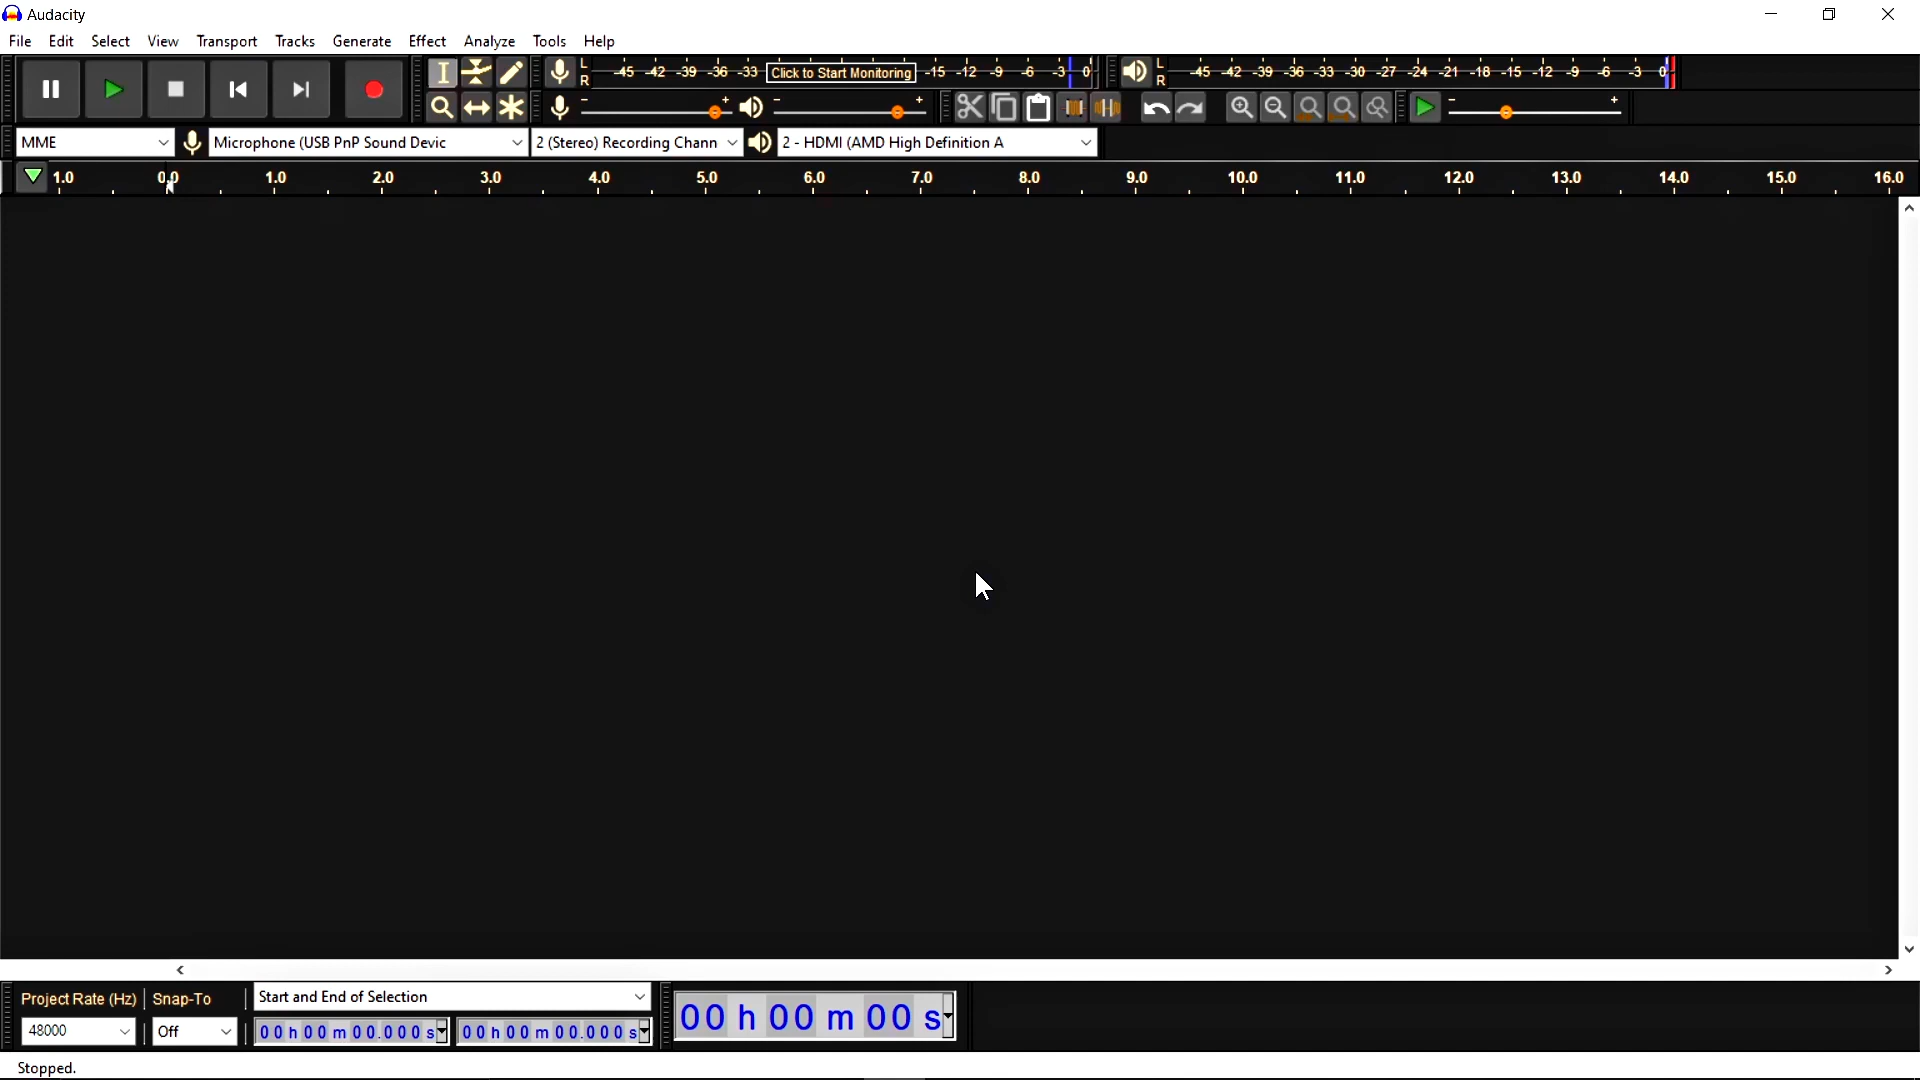 Audacity
File Edit Select View Transport Tracks Generate Effect Analyze Tools Help
L R -45 -42 -39 -36 -33 Click to Start Monitoring -15 -12 -9 -6 -3 0 L R -45 -42 -39 -36 -33 -30 -27 -24 -21 -18 -15 -12 -9 -6 -3 0
- + - + - +
MME Microphone (USB PnP Sound Devic 2 (Stereo) Recording Chann 2 - HDMI (AMD High Definition A
1.0 0.0 1.0 2.0 3.0 4.0 5.0 6.0 7.0 8.0 9.0 10.0 11.0 12.0 13.0 14.0 15.0 16.0
Project Rate (Hz) Snap-To Start and End of Selection
48000 Off 00 h 00 m 00.000 s 00 h 00 m 00.000 s 00 h 00 m 00 s
Stopped.